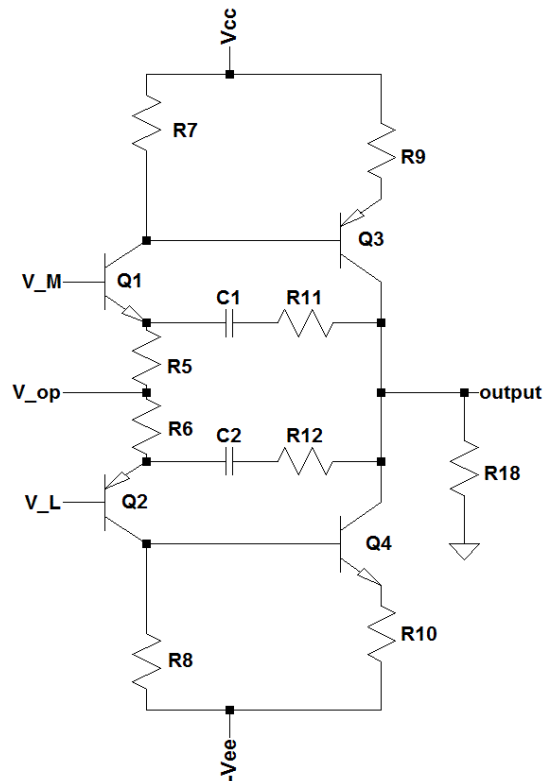 Vcc
R7
R9
Q3
Q1
V_M
C1
R11
R5
V_op
output
R6
C2
R12
R18
Q2
V_L
Q4
R8
R10
-Vee